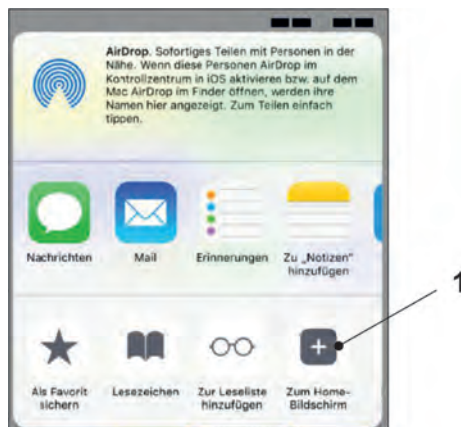 AirDrop. Sofortiges Teilen mit Personen in der
Nähe. Wenn diese Personen AirDrop im
Kontrollzentrum in iOS aktivieren bzw. auf dem
Mac AirDrop im Finder öffnen, werden ihre
Namen hier angezeigt. Zum Teilen einfach
tippen.
Nachrichten
Mail
Erinnerungen
Zu „Notizen“
hinzufügen
1
Als Favorit
sichern
Lesezeichen
Zur Leseliste
hinzufügen
Zum Home-
Bildschirm